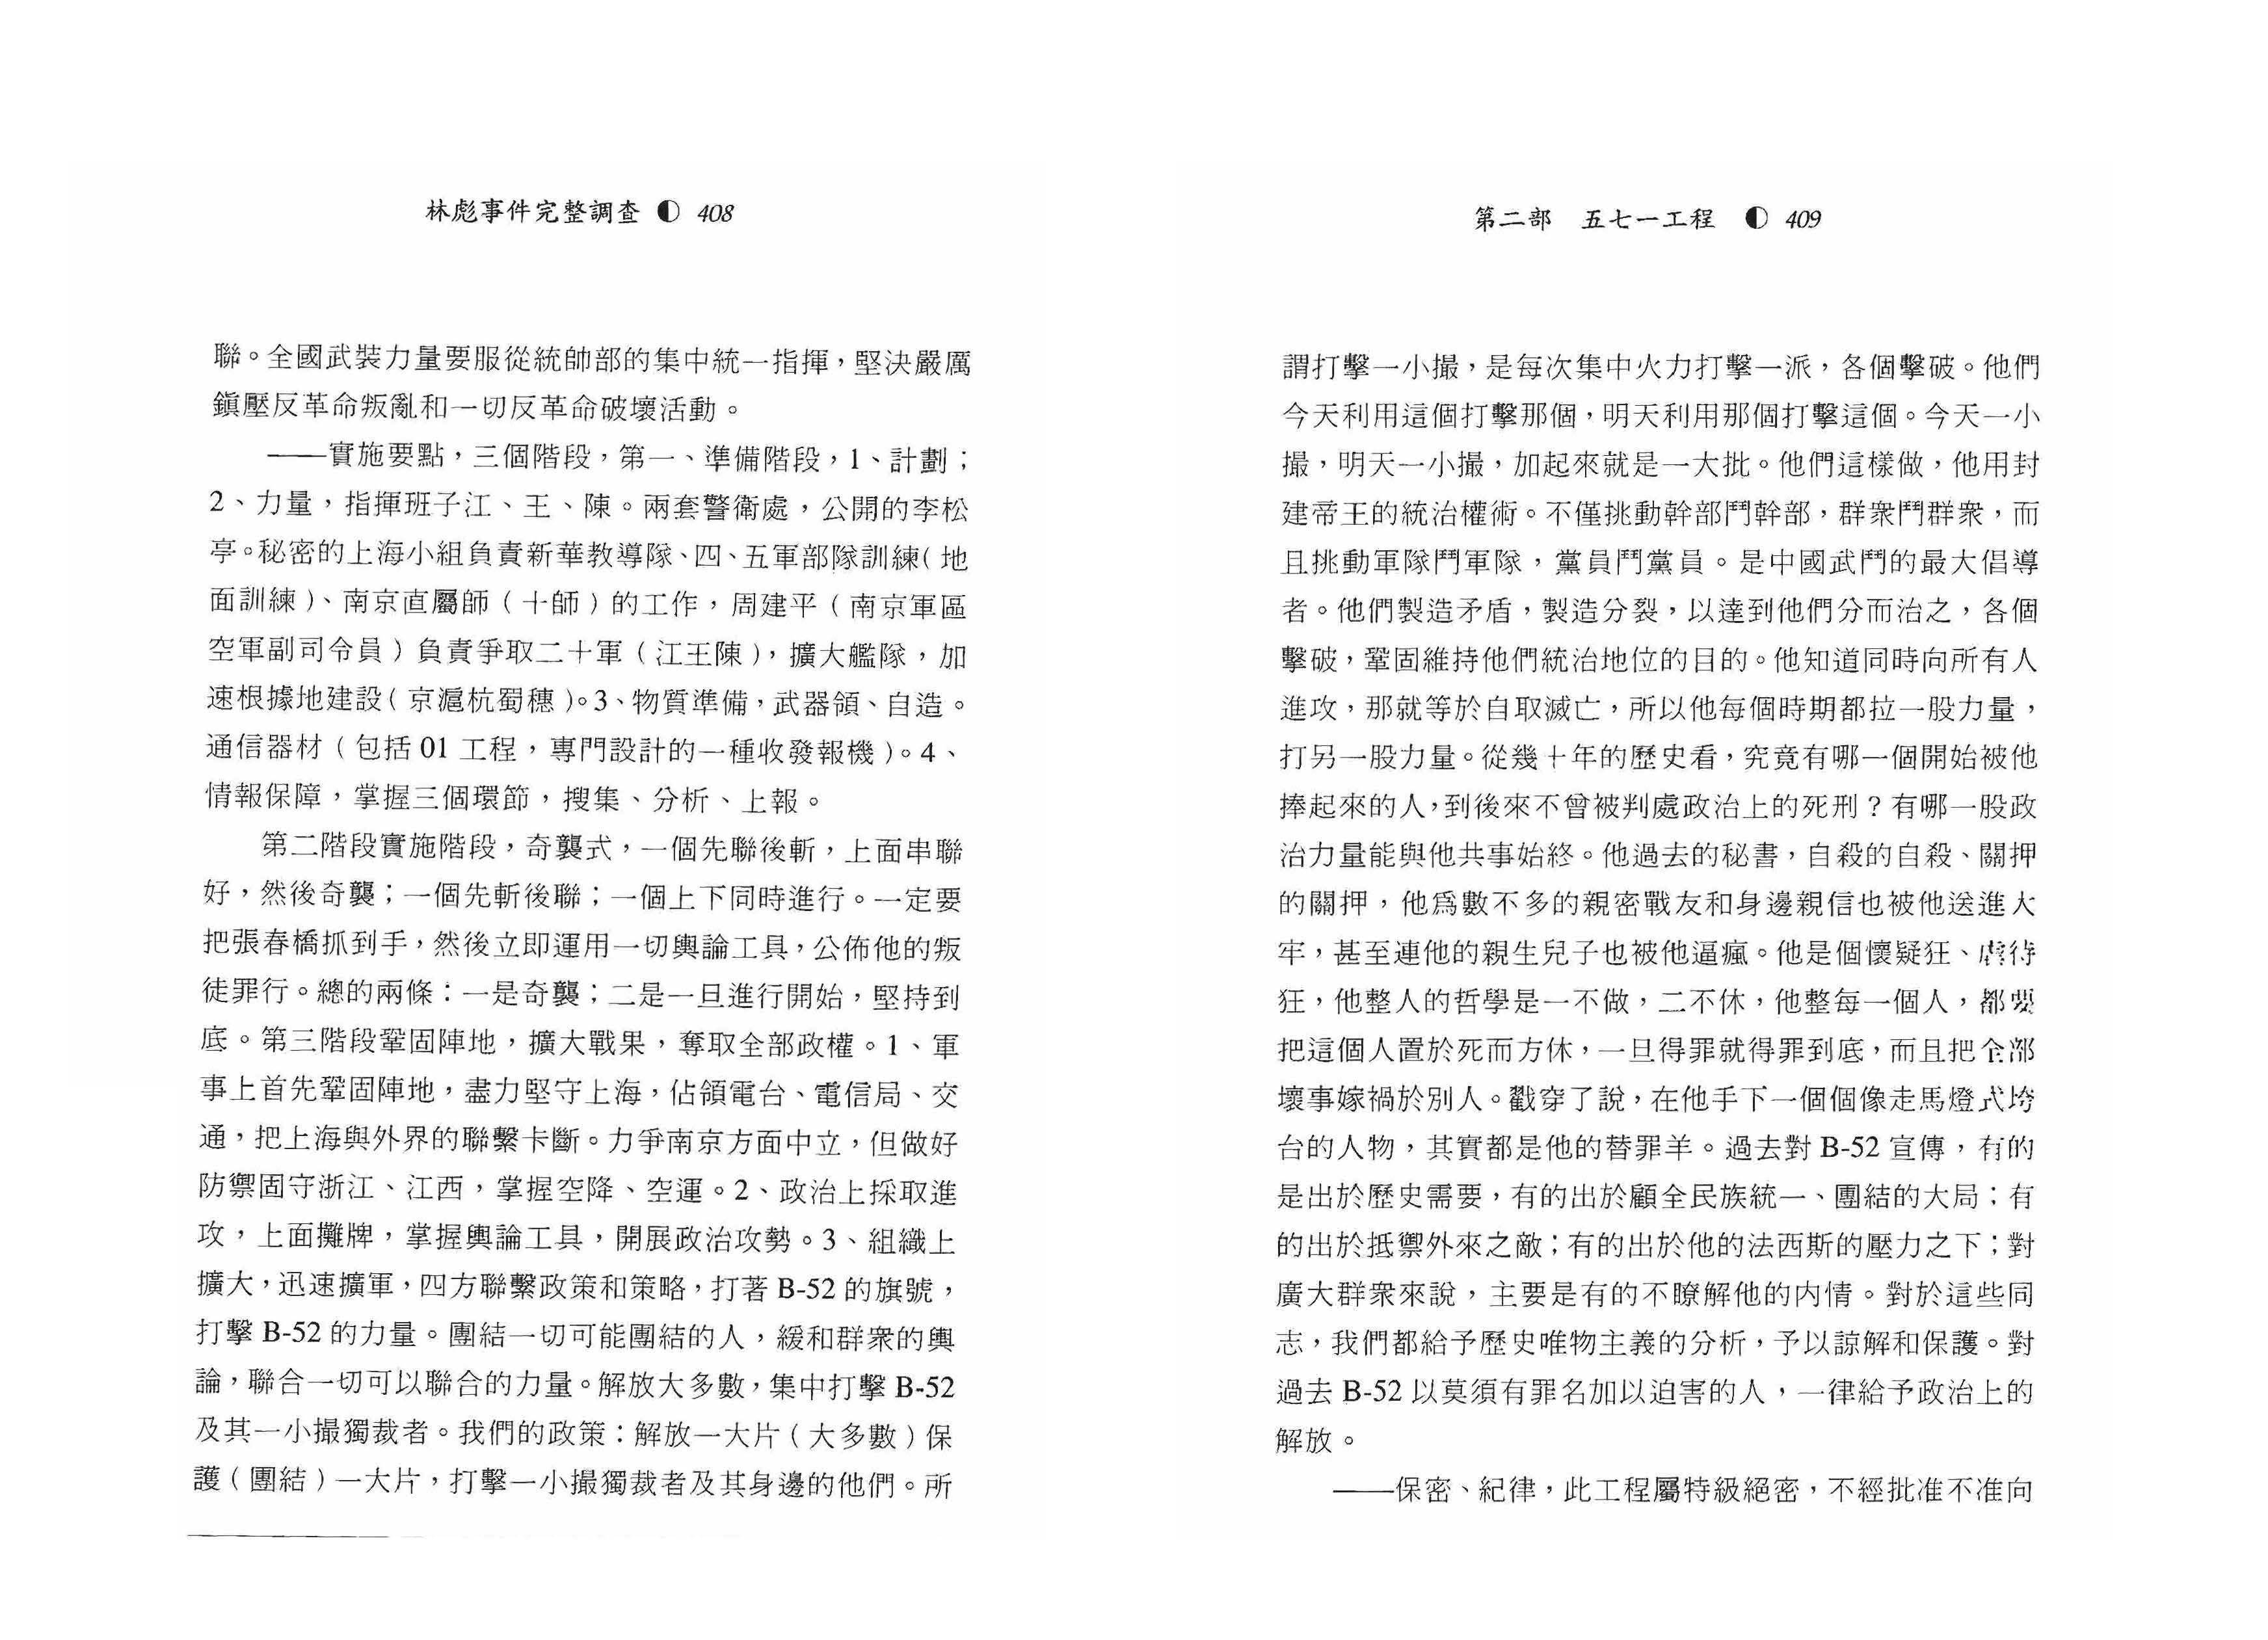 林彪事件完整調查 ◐ 408
聯。全國武裝力量要服從統帥部的集中統一指揮，堅決嚴厲
鎭壓反革命叛亂和一切反革命破壞活動。
——實施要點，三個階段，第一、準備階段，1、計劃；
2、力量，指揮班子江、王、陳。兩套警衛處，公開的李松
亭。秘密的上海小組負責新華教導隊、四、五軍部隊訓練（地
面訓練）、南京直屬師（十師）的工作，周建平（南京軍區
空軍副司令員）負責爭取二十軍（江王陳），擴大艦隊，加
速根據地建設（京滬杭蜀穗）。3、物質準備，武器領、自造。
通信器材（包括 01 工程，專門設計的一種收發報機）。4、
情報保障，掌握三個環節，搜集、分析、上報。
第二階段實施階段，奇襲式，一個先聯後斬，上面串聯
好，然後奇襲；一個先斬後聯；一個上下同時進行。一定要
把張春橋抓到手，然後立即運用一切輿論工具，公佈他的叛
徒罪行。總的兩條：一是奇襲；二是一旦進行開始，堅持到
底。第三階段鞏固陣地，擴大戰果，奪取全部政權。1、軍
事上首先鞏固陣地，盡力堅守上海，佔領電台、電信局、交
通，把上海與外界的聯繫卡斷。力爭南京方面中立，但做好
防禦固守浙江、江西，掌握空降、空運。2、政治上採取進
攻，上面攤牌，掌握輿論工具，開展政治攻勢。3、組織上
擴大，迅速擴軍，四方聯繫政策和策略，打著 B-52 的旗號，
打擊 B-52 的力量。團結一切可能團結的人，緩和群衆的輿
論，聯合一切可以聯合的力量。解放大多數，集中打擊 B-52
及其一小撮獨裁者。我們的政策：解放一大片（大多數）保
護（團結）一大片，打擊一小撮獨裁者及其身邊的他們。所
第二部 五七一工程 ◐ 409
謂打擊一小撮，是每次集中火力打擊一派，各個擊破。他們
今天利用這個打擊那個，明天利用那個打擊這個。今天一小
撮，明天一小撮，加起來就是一大批。他們這樣做，他用封
建帝王的統治權術。不僅挑動幹部鬥幹部，群衆鬥群衆，而
且挑動軍隊鬥軍隊，黨員鬥黨員。是中國武鬥的最大倡導
者。他們製造矛盾，製造分裂，以達到他們分而治之，各個
擊破，鞏固維持他們統治地位的目的。他知道同時向所有人
進攻，那就等於自取滅亡，所以他每個時期都拉一股力量，
打另一股力量。從幾十年的歷史看，究竟有哪一個開始被他
捧起來的人，到後來不曾被判處政治上的死刑？有哪一股政
治力量能與他共事始終。他過去的秘書，自殺的自殺、關押
的關押，他爲數不多的親密戰友和身邊親信也被他送進大
牢，甚至連他的親生兒子也被他逼瘋。他是個懷疑狂、虐待
狂，他整人的哲學是一不做，二不休，他整每一個人，都要
把這個人置於死而方休，一旦得罪就得罪到底，而且把全部
壞事嫁禍於別人。戳穿了說，在他手下一個個像走馬燈式垮
台的人物，其實都是他的替罪羊。過去對 B-52 宣傳，有的
是出於歷史需要，有的出於顧全民族統一、團結的大局；有
的出於抵禦外來之敵；有的出於他的法西斯的壓力之下；對
廣大群衆來說，主要是有的不瞭解他的内情。對於這些同
志，我們都給予歷史唯物主義的分析，予以諒解和保護。對
過去 B-52 以莫須有罪名加以迫害的人，一律給予政治上的
解放。
——保密、紀律，此工程屬特級絕密，不經批准不准向